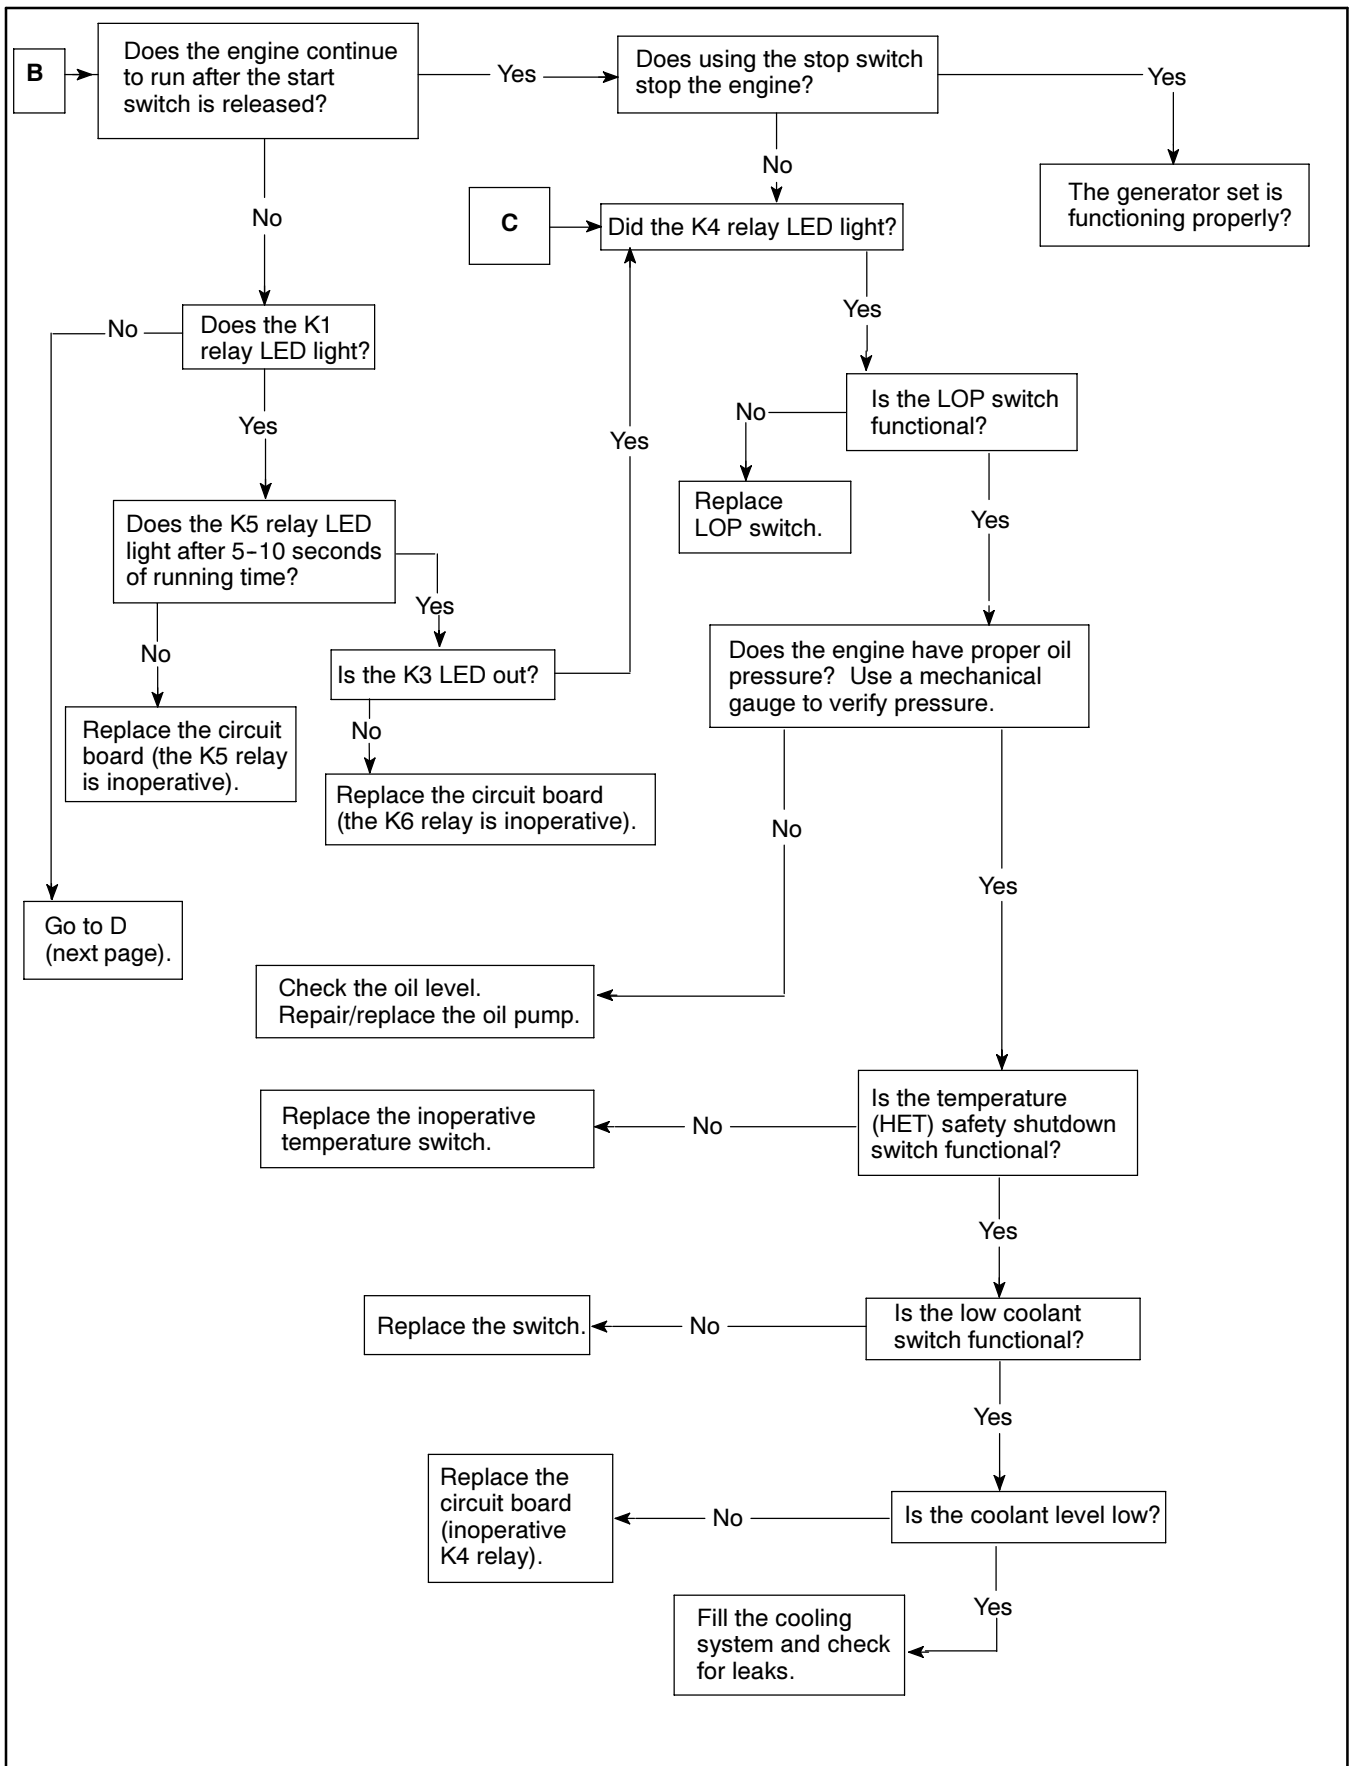 B
Does the engine continue
to run after the start
switch is released?
Yes
Does using the stop switch
stop the engine?
Yes
No
The generator set is
functioning properly?
No
C
Did the K4 relay LED light?
Yes
No
Does the K1
relay LED light?
Is the LOP switch
functional?
No
Yes
Yes
Replace
LOP switch.
Yes
Does the K5 relay LED
light after 5–10 seconds
of running time?
Yes
No
Is the K3 LED out?
Does the engine have proper oil
pressure? Use a mechanical
gauge to verify pressure.
No
Replace the circuit
board (the K5 relay
is inoperative).
Replace the circuit board
(the K6 relay is inoperative).
No
Yes
Go to D
(next page).
Check the oil level.
Repair/replace the oil pump.
Is the temperature
(HET) safety shutdown
switch functional?
No
Replace the inoperative
temperature switch.
Yes
Is the low coolant
switch functional?
No
Replace the switch.
Yes
Is the coolant level low?
No
Replace the
circuit board
(inoperative
K4 relay).
Yes
Fill the cooling
system and check
for leaks.